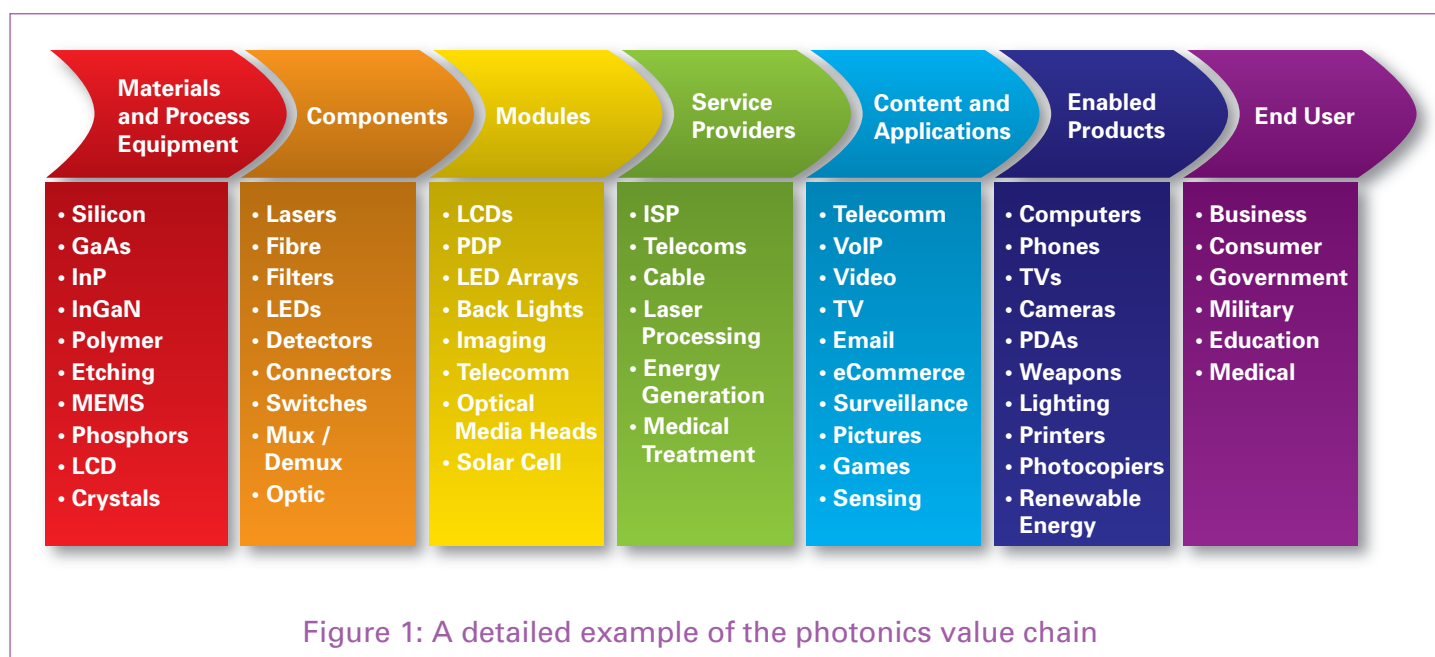 Materials
and Process
Equipment
Components
Modules
Service
Providers
Content and
Applications
Enabled
Products
End User
• Silicon
• GaAs
• InP
• InGaN
• Polymer
• Etching
• MEMS
• Phosphors
• LCD
• Crystals
• Lasers
• Fibre
• Filters
• LEDs
• Detectors
• Connectors
• Switches
• Mux /
Demux
• Optic
• LCDs
• PDP
• LED Arrays
• Back Lights
• Imaging
• Telecomm
• Optical
Media Heads
• Solar Cell
• ISP
• Telecoms
• Cable
• Laser
Processing
• Energy
Generation
• Medical
Treatment
• Telecomm
• VoIP
• Video
• TV
• Email
• eCommerce
• Surveillance
• Pictures
• Games
• Sensing
• Computers
• Phones
• TVs
• Cameras
• PDAs
• Weapons
• Lighting
• Printers
• Photocopiers
• Renewable
Energy
• Business
• Consumer
• Government
• Military
• Education
• Medical
Figure 1: A detailed example of the photonics value chain